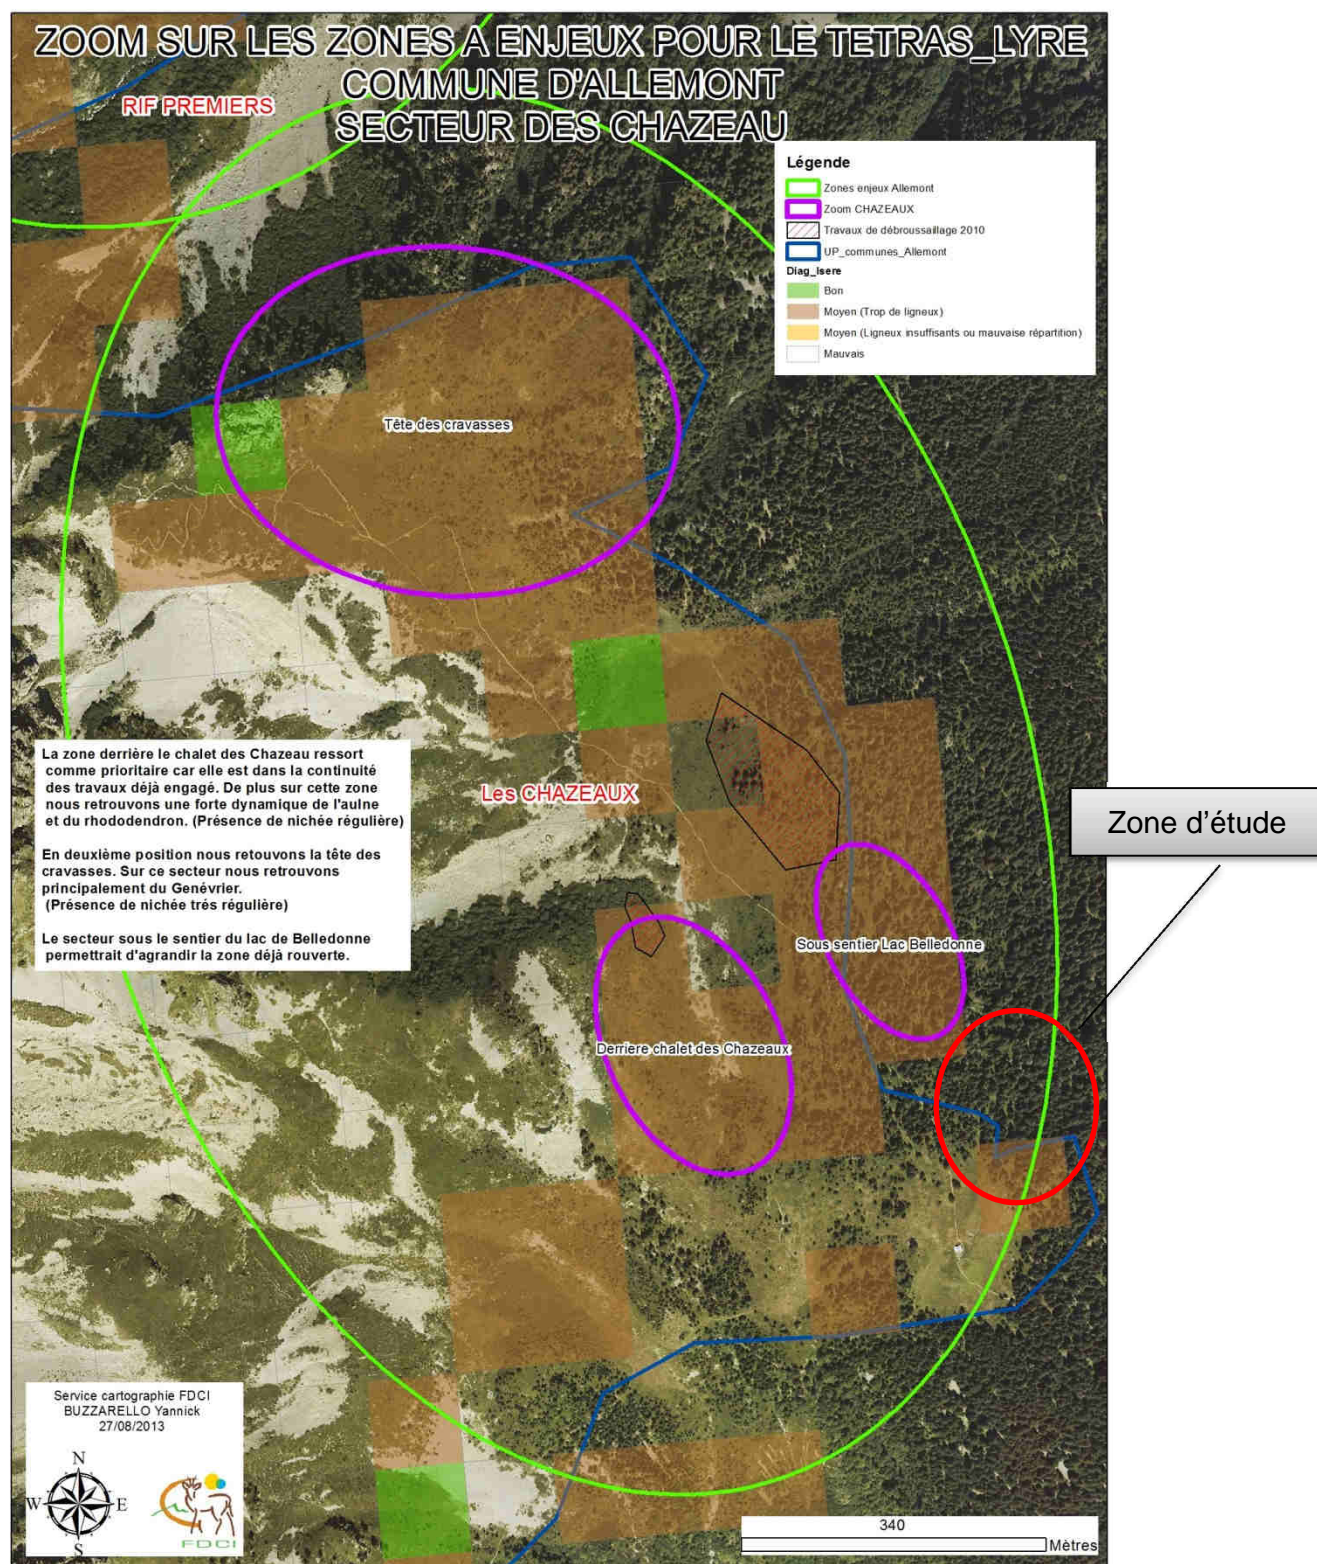 ZOOM SUR LES ZONES A ENJEUX POUR LE TETRAS_LYRE
COMMUNE D'ALLEMONT
SECTEUR DES CHAZEAU
RIF PREMIERS
Légende
Zones enjeux Allemont
Zoom CHAZEAUX
Travaux de débroussaillage 2010
UP_communes_Allemont
Diag_Isere
Bon
Moyen (Trop de ligneux)
Moyen (Ligneux insuffisants ou mauvaise répartition)
Mauvais
Tête des cravasses
La zone derrière le chalet des Chazeau ressort
comme prioritaire car elle est dans la continuité
des travaux déjà engagé. De plus sur cette zone
nous retrouvons une forte dynamique de l'aulne
et du rhododendron. (Présence de nichée régulière)
En deuxième position nous retouvons la tête des
cravasses. Sur ce secteur nous retrouvons
principalement du Genévrier.
(Présence de nichée trés régulière)
Le secteur sous le sentier du lac de Belledonne
permettrait d'agrandir la zone déjà rouverte.
Les CHAZEAUX
Zone d'étude
Sous sentier Lac Belledonne
Derriere chalet des Chazeaux
Service cartographie FDCI
BUZZARELLO Yannick
27/08/2013
N
W
E
S
FDCI
340
Mètres